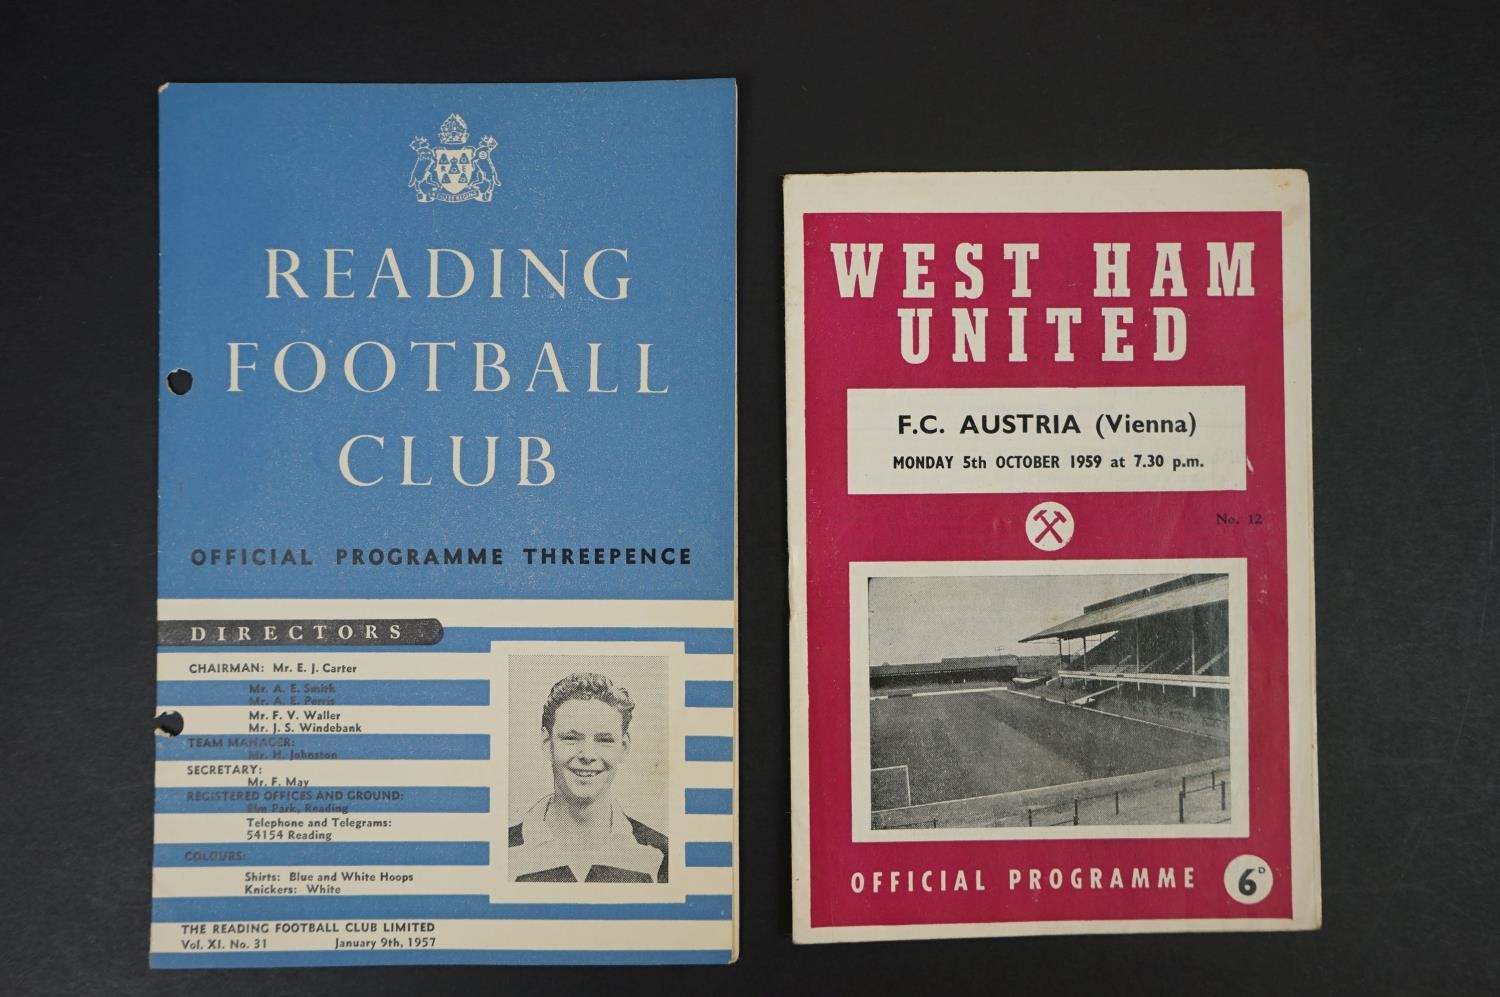 READING
FOOTBALL
CLUB
OFFICIAL PROGRAMME THREEPENCE
DIRECTORS
CHAIRMAN: Mr. E. J. Carter
Mr. A. E. Smith
Mr. A. E. Perris
Mr. F. V. Waller
Mr. J. S. Windebank
TEAM MANAGER:
Mr. H. Johnston
SECRETARY:
Mr. F. May
REGISTERED OFFICES AND GROUND:
Elm Park, Reading
Telephone and Telegrams:
54154 Reading
COLOURS:
Shirts: Blue and White Hoops
Knickers: White
THE READING FOOTBALL CLUB LIMITED
Vol. XI. No. 31 January 9th, 1957
WEST HAM
UNITED
F.C. AUSTRIA (Vienna)
MONDAY 5th OCTOBER 1959 at 7.30 p.m.
No. 12
OFFICIAL PROGRAMME 6D